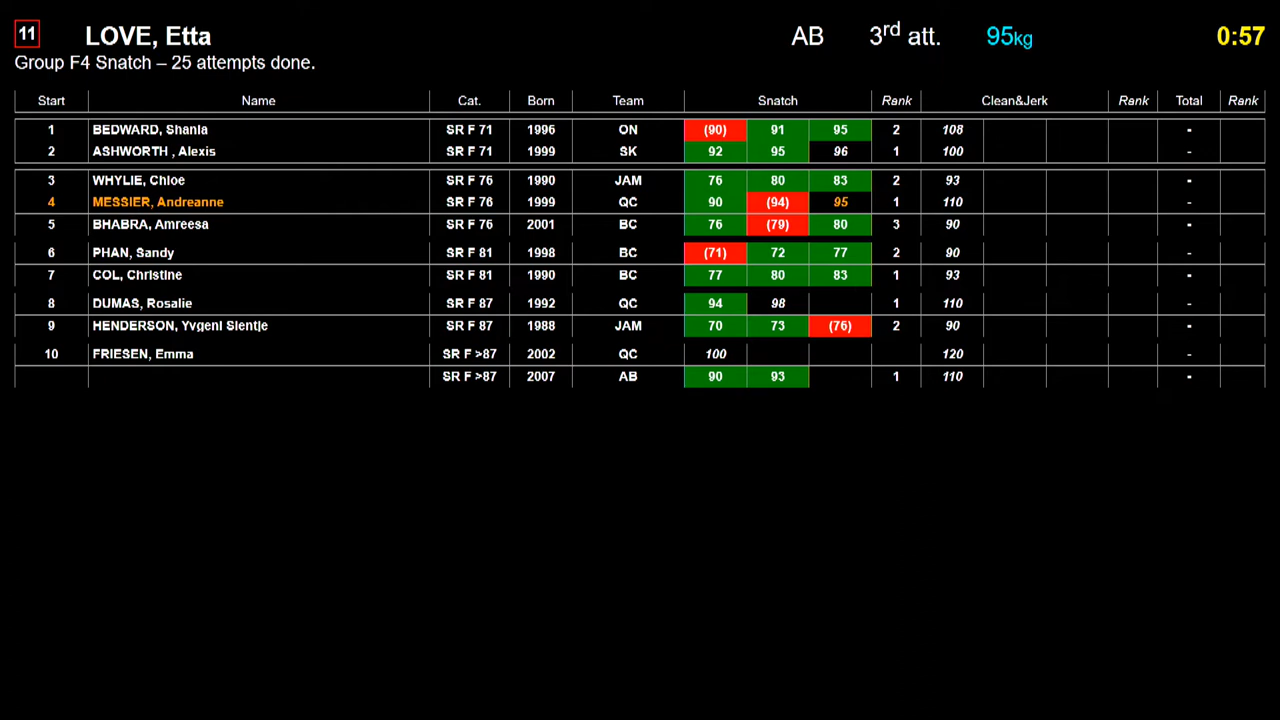 11 LOVE, Etta AB 3rd att. 95kg 0:57
Group F4 Snatch – 25 attempts done.
Start Name Cat. Born Team Snatch Rank Clean&Jerk Rank Total Rank
1 BEDWARD, Shania SR F 71 1996 ON (90) 91 95 2 108 -
2 ASHWORTH , Alexis SR F 71 1999 SK 92 95 96 1 100 -
3 WHYLIE, Chloe SR F 76 1990 JAM 76 80 83 2 93 -
4 MESSIER, Andreanne SR F 76 1999 QC 90 (94) 95 1 110 -
5 BHABRA, Amreesa SR F 76 2001 BC 76 (79) 80 3 90 -
6 PHAN, Sandy SR F 81 1998 BC (71) 72 77 2 90 -
7 COL, Christine SR F 81 1990 BC 77 80 83 1 93 -
8 DUMAS, Rosalie SR F 87 1992 QC 94 98 1 110 -
9 HENDERSON, Yvgeni Sientje SR F 87 1988 JAM 70 73 (76) 2 90 -
10 FRIESEN, Emma SR F >87 2002 QC 100 120 -
SR F >87 2007 AB 90 93 1 110 -